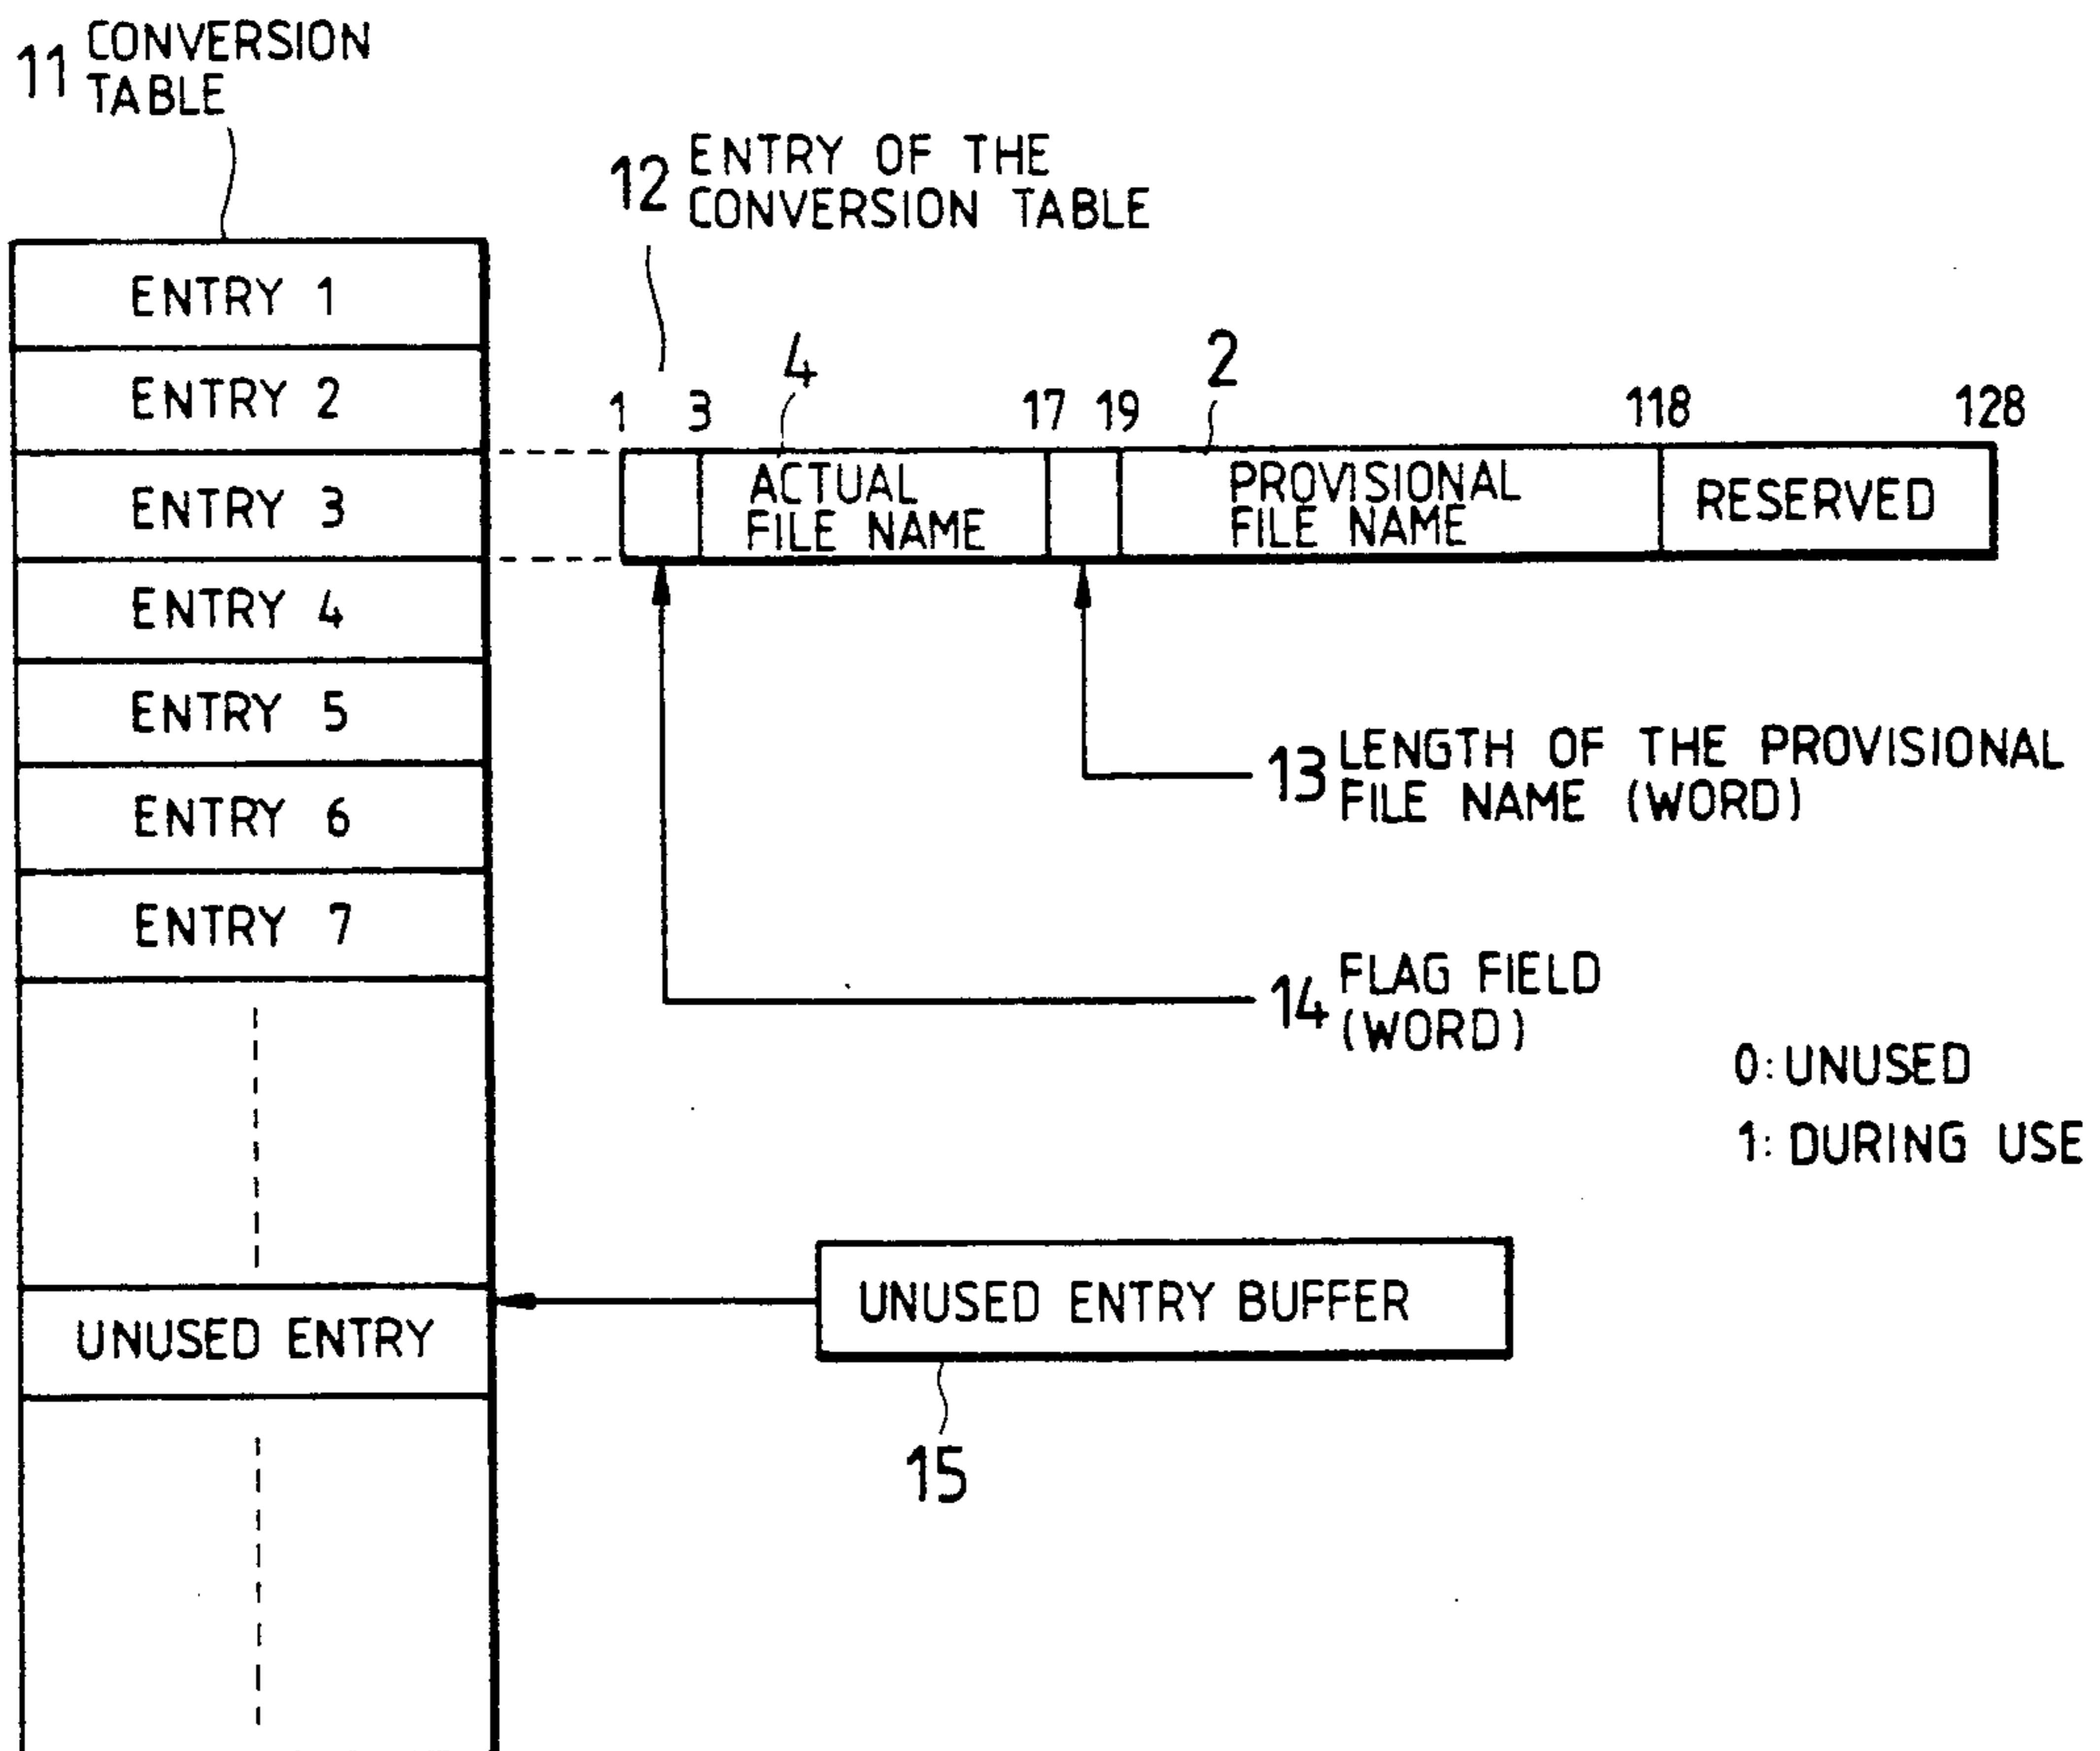 11 CONVERSION
TABLE
12 ENTRY OF THE
CONVERSION TABLE
ENTRY 1
ENTRY 2
ENTRY 3
ENTRY 4
ENTRY 5
ENTRY 6
ENTRY 7
UNUSED ENTRY
4
2
1 3 17 19 118 128
ACTUAL
FILE NAME
PROVISIONAL
FILE NAME
RESERVED
13 LENGTH OF THE PROVISIONAL
FILE NAME (WORD)
14 FLAG FIELD
(WORD)
0: UNUSED
1: DURING USE
UNUSED ENTRY BUFFER
15